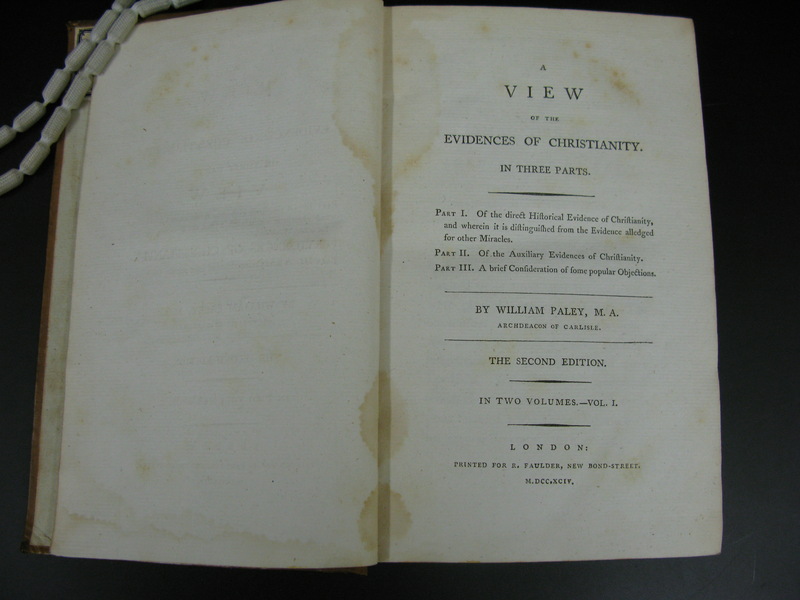 A
VIEW
OF THE
EVIDENCES OF CHRISTIANITY.
IN THREE PARTS.
PART I. Of the direct Hiſtorical Evidence of Chriſtianity,
and wherein it is diſtinguiſhed from the Evidence alledged
for other Miracles.
PART II. Of the Auxiliary Evidences of Chriſtianity.
PART III. A brief Conſideration of ſome popular Objections.
BY WILLIAM PALEY, M. A.
ARCHDEACON OF CARLISLE.
THE SECOND EDITION.
IN TWO VOLUMES.—VOL. I.
LONDON:
PRINTED FOR R. FAULDER, NEW BOND-STREET.
M.DCC.XCIV.